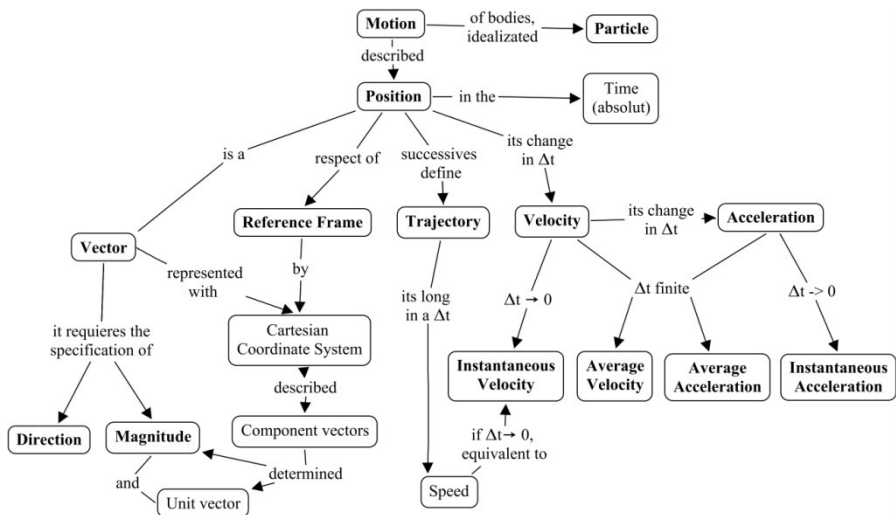 Motion
of bodies,
idealizated
Particle
described
Position
in the
Time
(absolut)
is a
respect of
successives
define
its change
in Δt
Reference Frame
Trajectory
Velocity
its change
in Δt
Acceleration
Vector
represented
with
by
its long
in a Δt
Δt → 0
Δt finite
Δt -> 0
it requieres the
specification of
Cartesian
Coordinate System
described
Instantaneous
Velocity
Average
Velocity
Average
Acceleration
Instantaneous
Acceleration
Direction
Magnitude
Component vectors
if Δt→ 0,
equivalent to
and
determined
Unit vector
Speed